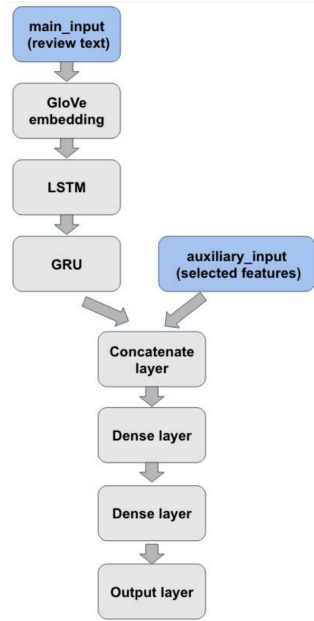 main_input
(review text)
GloVe
embedding
LSTM
GRU
auxiliary_input
(selected features)
Concatenate
layer
Dense layer
Dense layer
Output layer